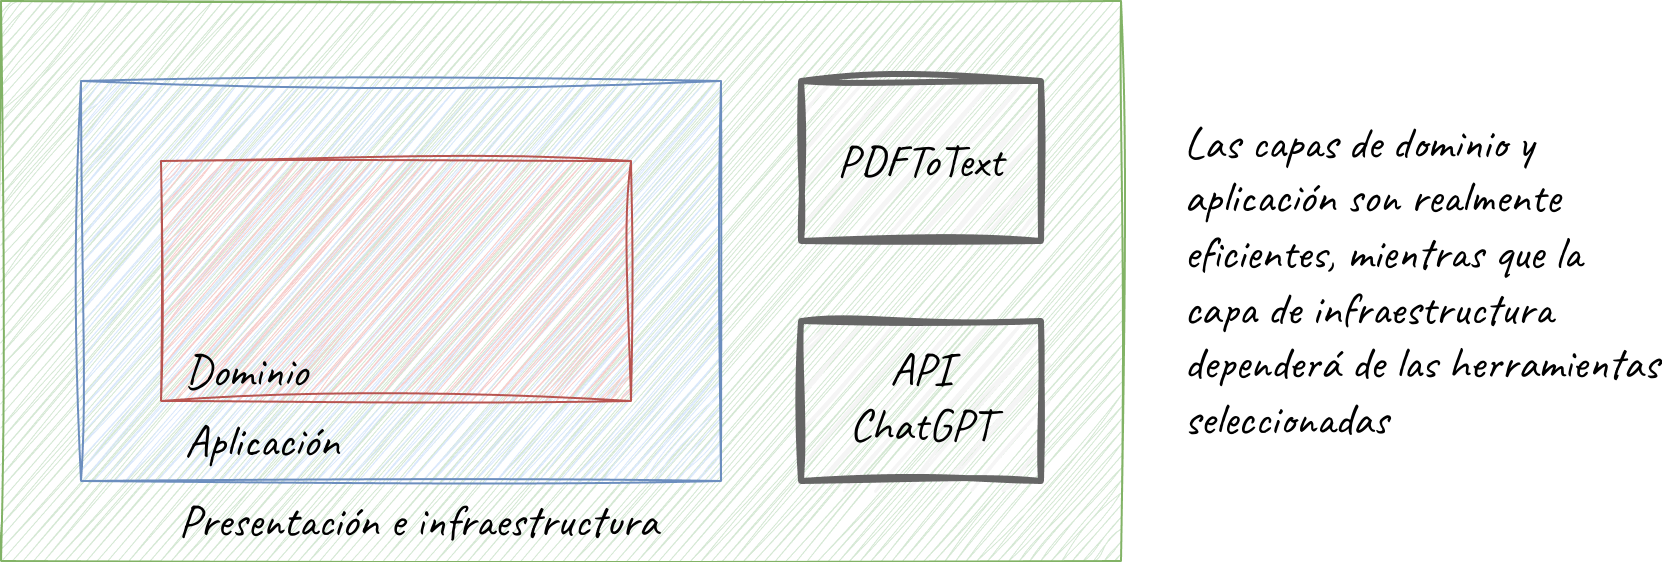 PDFToText
API
ChatGPT
Dominio
Aplicación
Presentación e infraestructura
Las capas de dominio y
aplicación son realmente
eficientes, mientras que la
capa de infraestructura
dependerá de las herramientas
seleccionadas